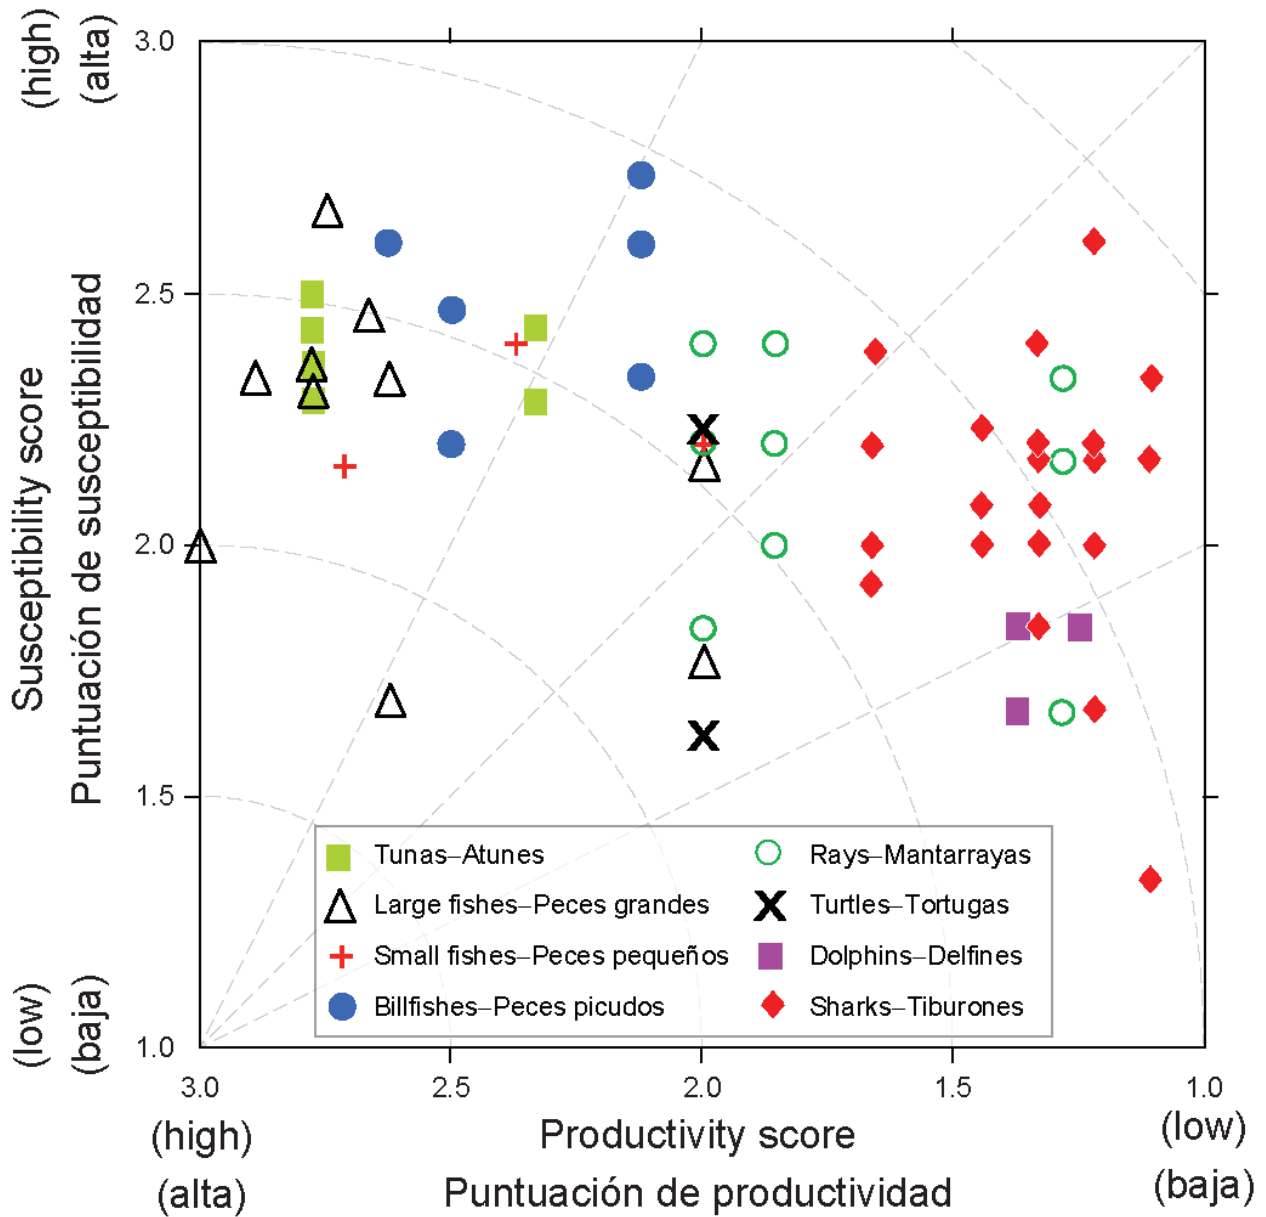 (high)
(alta)
Susceptibility score
Puntuación de susceptibilidad
(low)
(baja)
3.0
2.5
2.0
1.5
1.0
Tunas–Atunes
Large fishes–Peces grandes
Small fishes–Peces pequeños
Billfishes–Peces picudos
Rays–Mantarrayas
Turtles–Tortugas
Dolphins–Delfines
Sharks–Tiburones
3.0
2.5
2.0
1.5
1.0
(high)
(alta)
Productivity score
Puntuación de productividad
(low)
(baja)